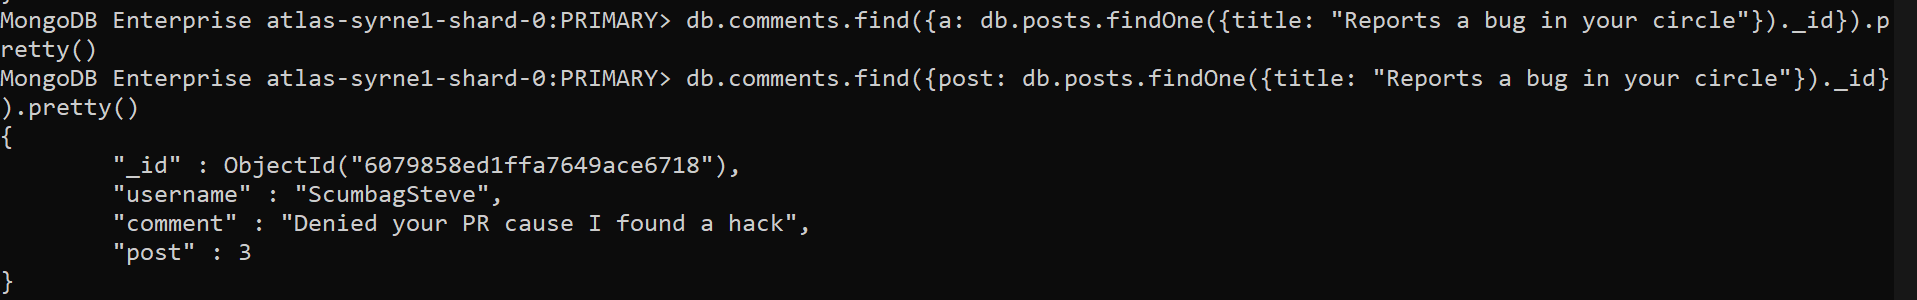 MongoDB Enterprise atlas-syrne1-shard-0:PRIMARY> db.comments.find({a: db.posts.findOne({title: "Reports a bug in your circle"})._id}).p
retty()
MongoDB Enterprise atlas-syrne1-shard-0:PRIMARY> db.comments.find({post: db.posts.findOne({title: "Reports a bug in your circle"})._id}
).pretty()
{
        "_id" : ObjectId("6079858ed1ffa7649ace6718"),
        "username" : "ScumbagSteve",
        "comment" : "Denied your PR cause I found a hack",
        "post" : 3
}